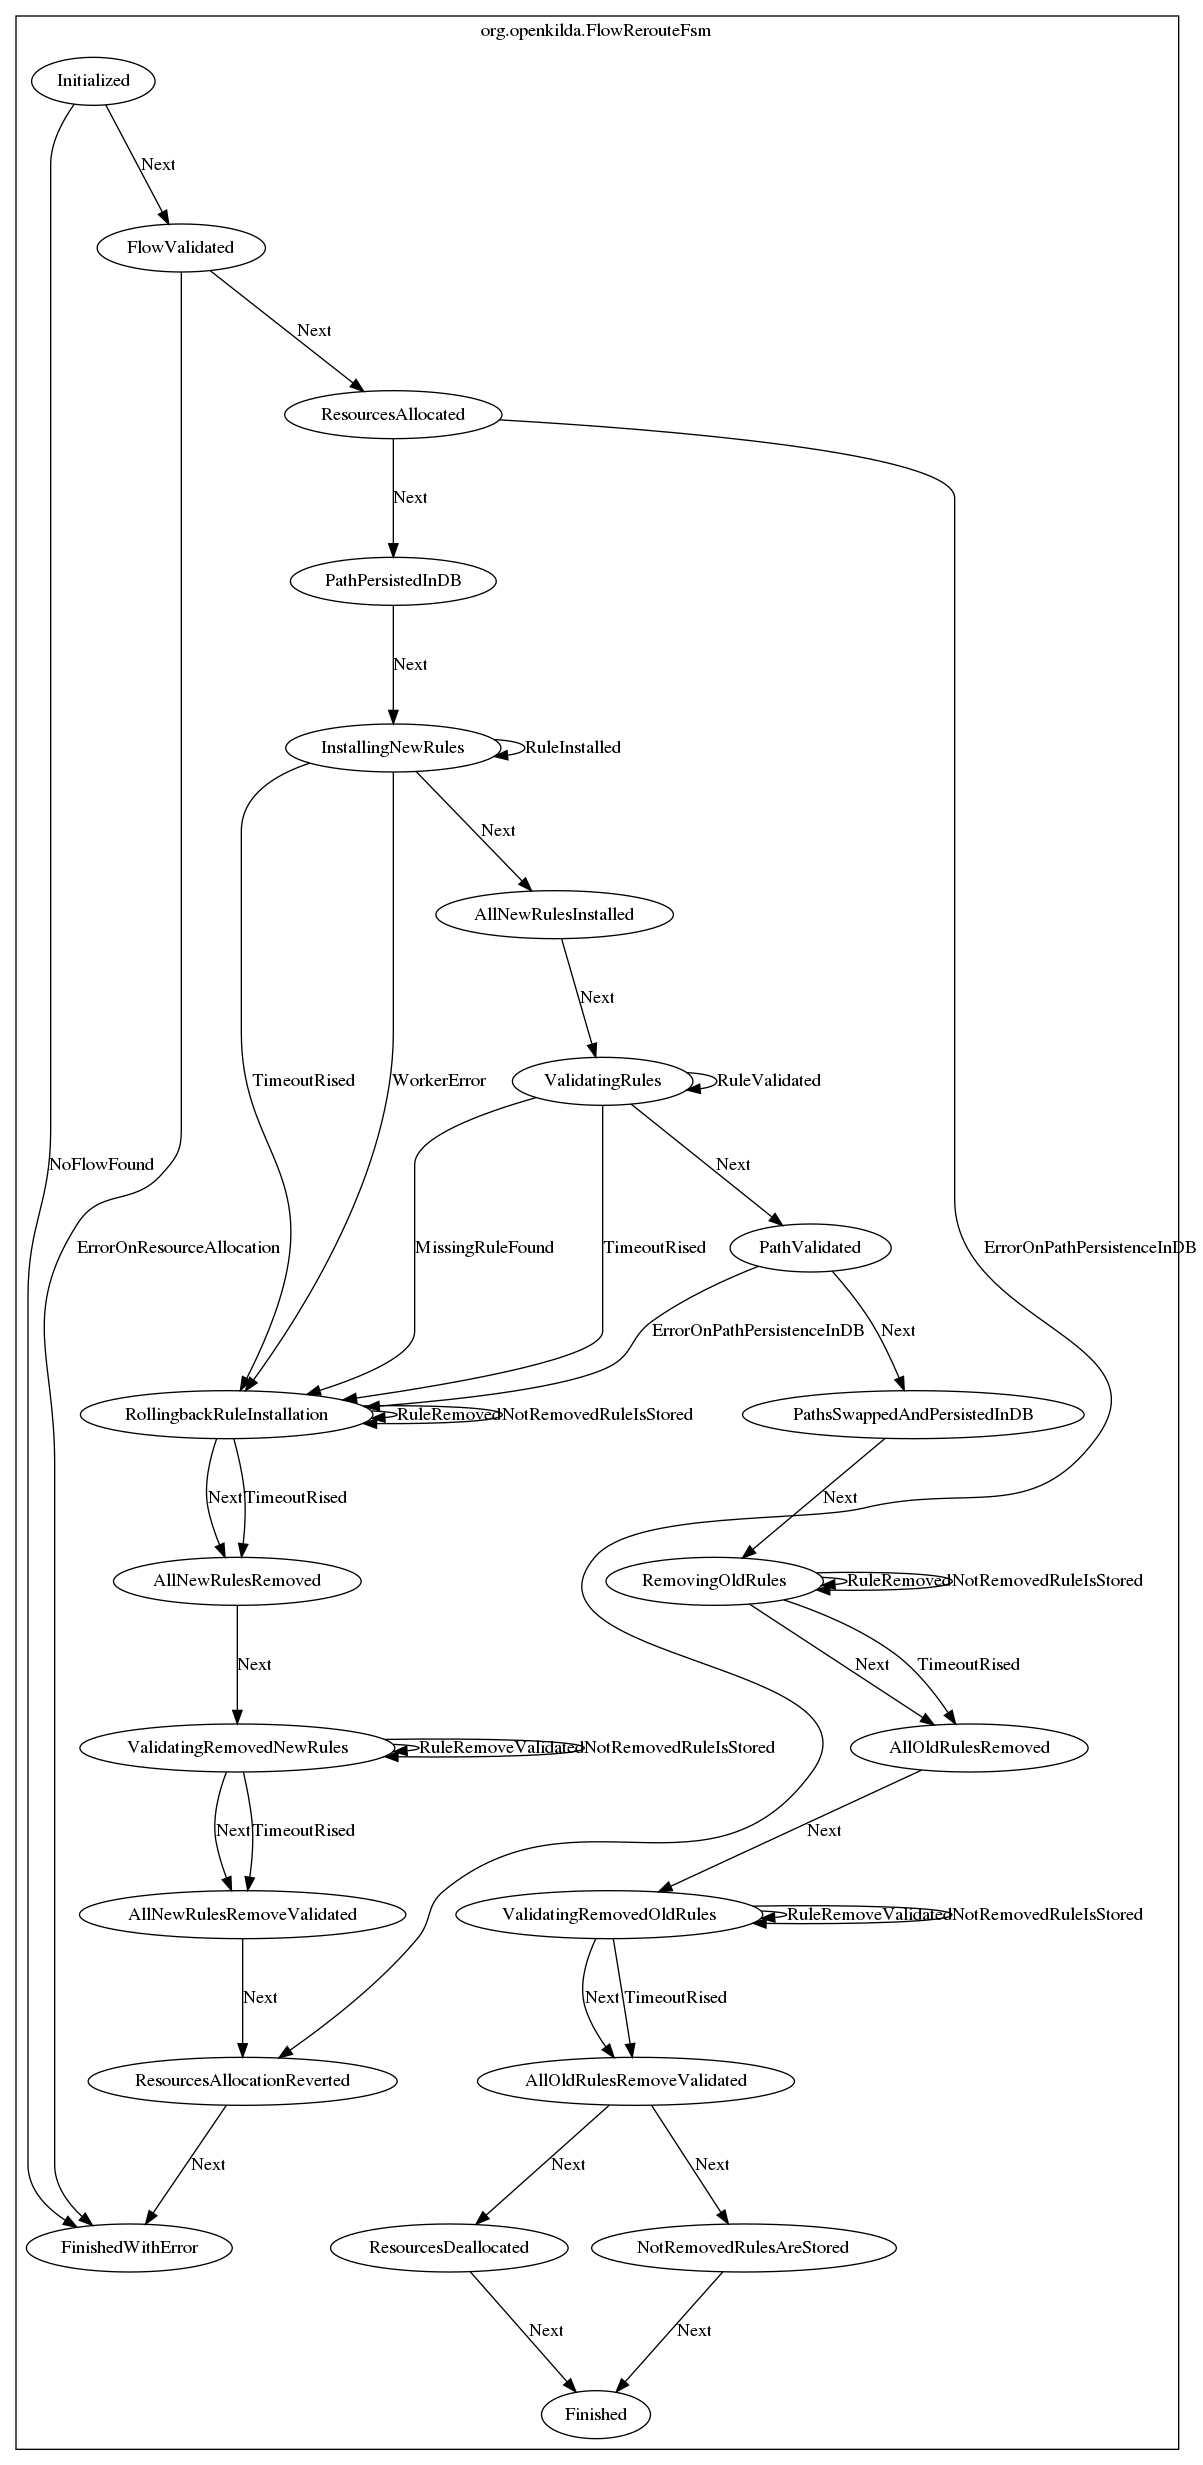 org.openkilda.FlowRerouteFsm
Initialized
Next
FlowValidated
Next
ResourcesAllocated
Next
PathPersistedInDB
Next
InstallingNewRules
RuleInstalled
Next
AllNewRulesInstalled
Next
TimeoutRised
WorkerError
ValidatingRules
RuleValidated
NoFlowFound
Next
ErrorOnResourceAllocation
MissingRuleFound
TimeoutRised
PathValidated
ErrorOnPathPersistenceInDB
ErrorOnPathPersistenceInDB
Next
RollingbackRuleInstallation
RuleRemoved
NotRemovedRuleIsStored
PathsSwappedAndPersistedInDB
Next
TimeoutRised
Next
AllNewRulesRemoved
RemovingOldRules
RuleRemoved
NotRemovedRuleIsStored
Next
Next
TimeoutRised
ValidatingRemovedNewRules
RuleRemoveValidated
NotRemovedRuleIsStored
AllOldRulesRemoved
Next
TimeoutRised
Next
AllNewRulesRemoveValidated
ValidatingRemovedOldRules
RuleRemoveValidated
NotRemovedRuleIsStored
Next
Next
TimeoutRised
ResourcesAllocationReverted
AllOldRulesRemoveValidated
Next
Next
Next
FinishedWithError
ResourcesDeallocated
NotRemovedRulesAreStored
Next
Next
Finished